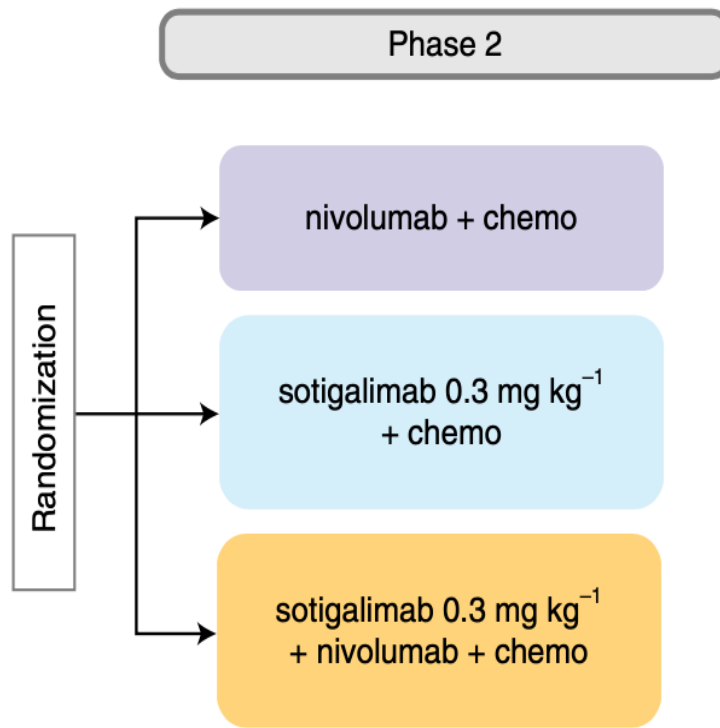 Phase 2
Randomization
nivolumab + chemo
sotigalimab 0.3 mg kg⁻¹
+ chemo
sotigalimab 0.3 mg kg⁻¹
+ nivolumab + chemo